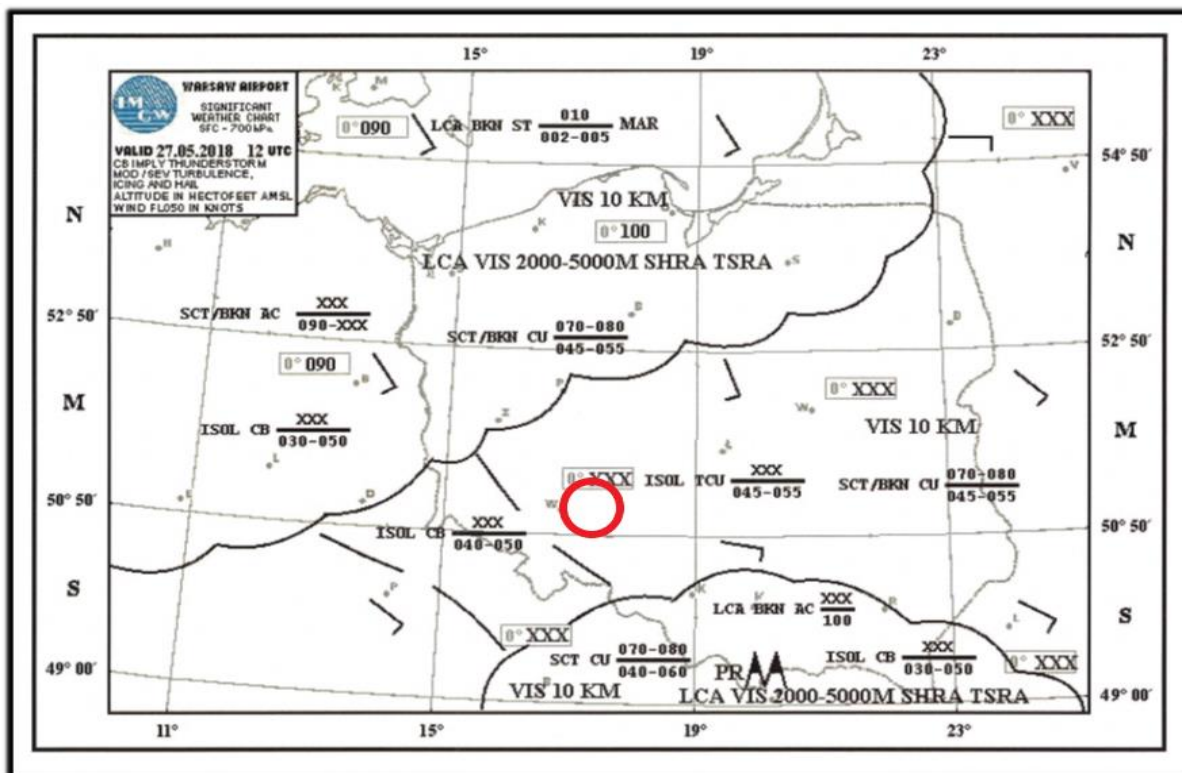 15° 19° 23°
IMGW
WARSAW AIRPORT
SIGNIFICANT
WEATHER CHART
SFC - 700hPa
VALID 27.05.2018 12 UTC
CB IMPLY THUNDERSTORM
MOD/SEV TURBULENCE,
ICING AND HAIL
ALTITUDE IN HECTOFEET AMSL
WIND FL050 IN KNOTS
K M
0° 090
LCA BKN ST 010 MAR
002-005
0° XXX
54° 50´
V
N
VIS 10 KM
K
0° 100
N
H
LCA VIS 2000-5000M SHRA TSRA
S
52° 50´
SCT/BKN AC XXX
090-XXX
B
D
SCT/BKN CU 070-080
045-055
52° 50´
0° 090
B
P
0° XXX
M
Z
W
VIS 10 KM
M
ISOL CB XXX
030-050
L
Ł
0° XXX
ISOL TCU XXX
045-055
SCT/BKN CU 070-080
045-055
50° 50´
D
W
50° 50´
ISOL CB XXX
040-050
S
P
K
R
LCA BKN AC XXX
100
L
S
0° XXX
SCT CU 070-080
040-060
ISOL CB XXX
030-050
0° XXX
49° 00´
PR
VIS 10 KM
LCA VIS 2000-5000M SHRA TSRA
49° 00´
11° 15° 19° 23°